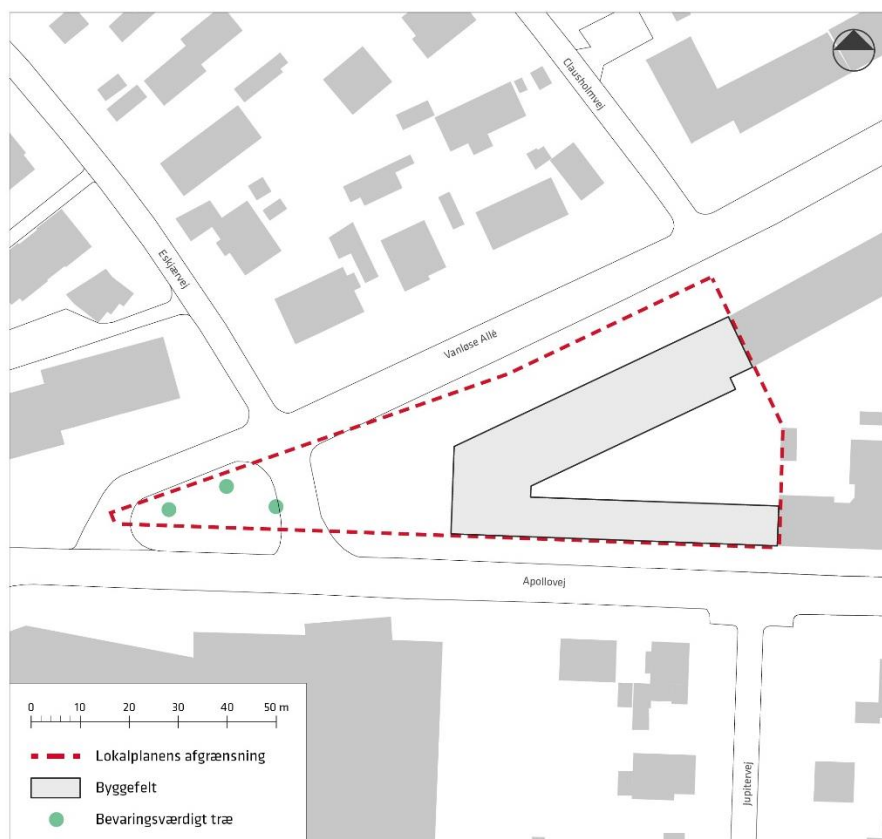 Clausholmvej
Eskjærvej
Vanløse Allé
Apollovej
Jupitervej
0 10 20 30 40 50 m
Lokalplanens afgrænsning
Byggefelt
Bevaringsværdigt træ